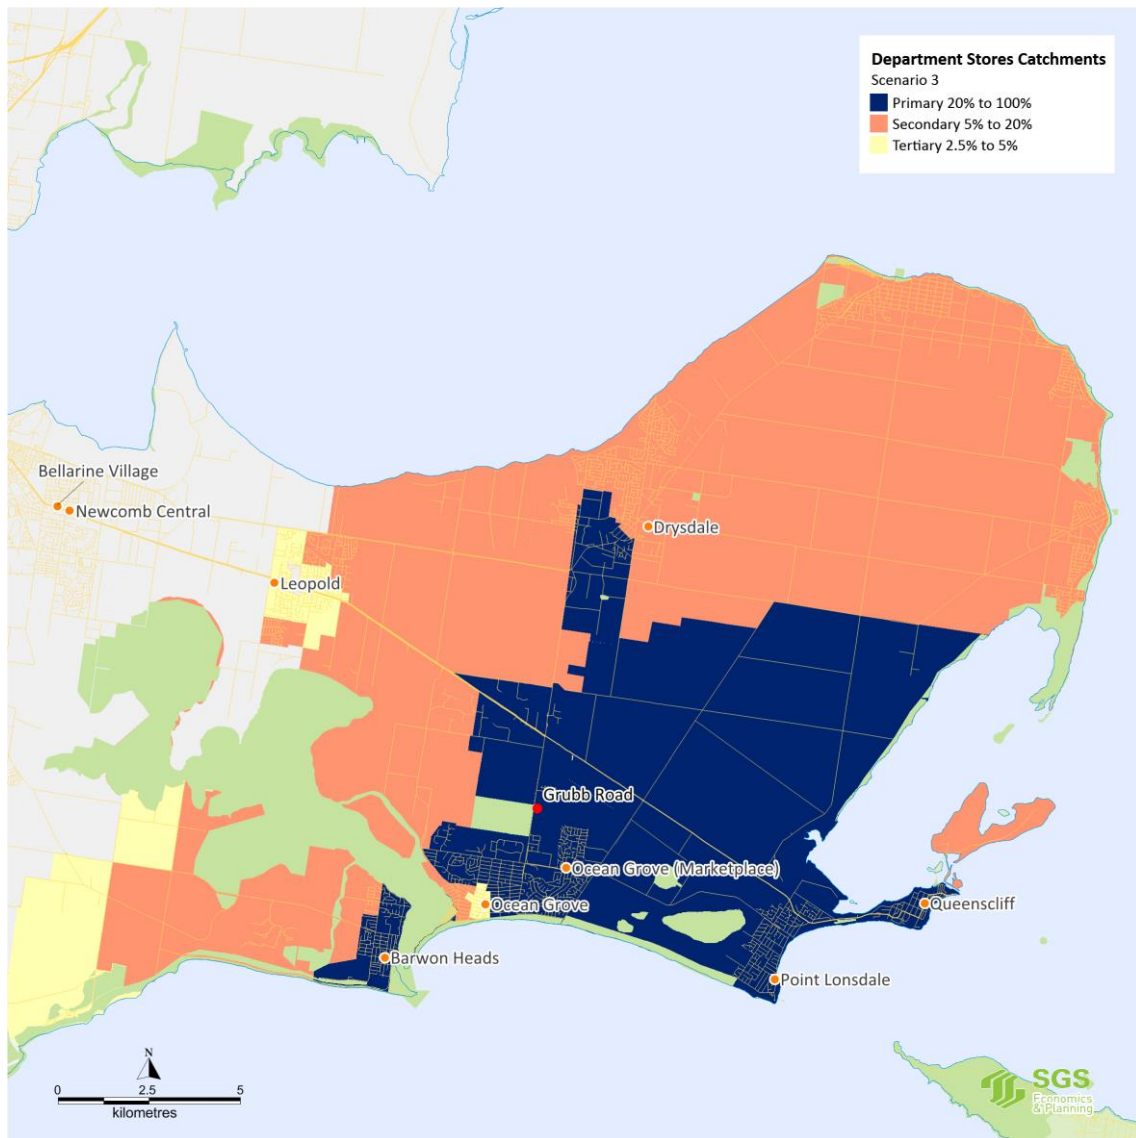 Department Stores Catchments
Scenario 3
Primary 20% to 100%
Secondary 5% to 20%
Tertiary 2.5% to 5%
Bellarine Village
Newcomb Central
Drysdale
Leopold
Grubb Road
Ocean Grove (Marketplace)
Ocean Grove
Queenscliff
Barwon Heads
Point Lonsdale
N
0 2.5 5
kilometres
SGS
Economics
& Planning